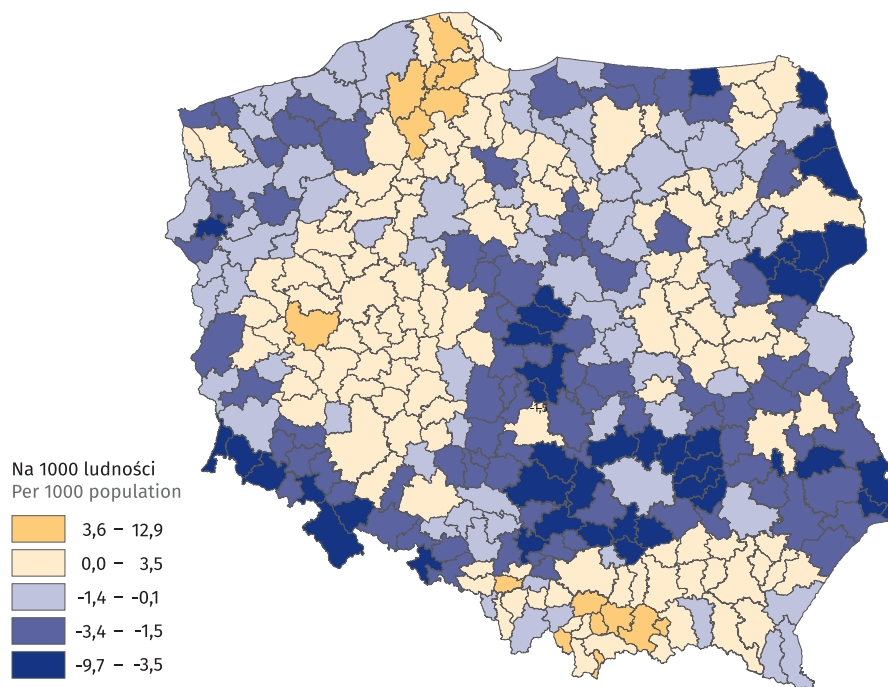 Na 1000 ludności
Per 1000 population
3,6 – 12,9
0,0 – 3,5
-1,4 – -0,1
-3,4 – -1,5
-9,7 – -3,5